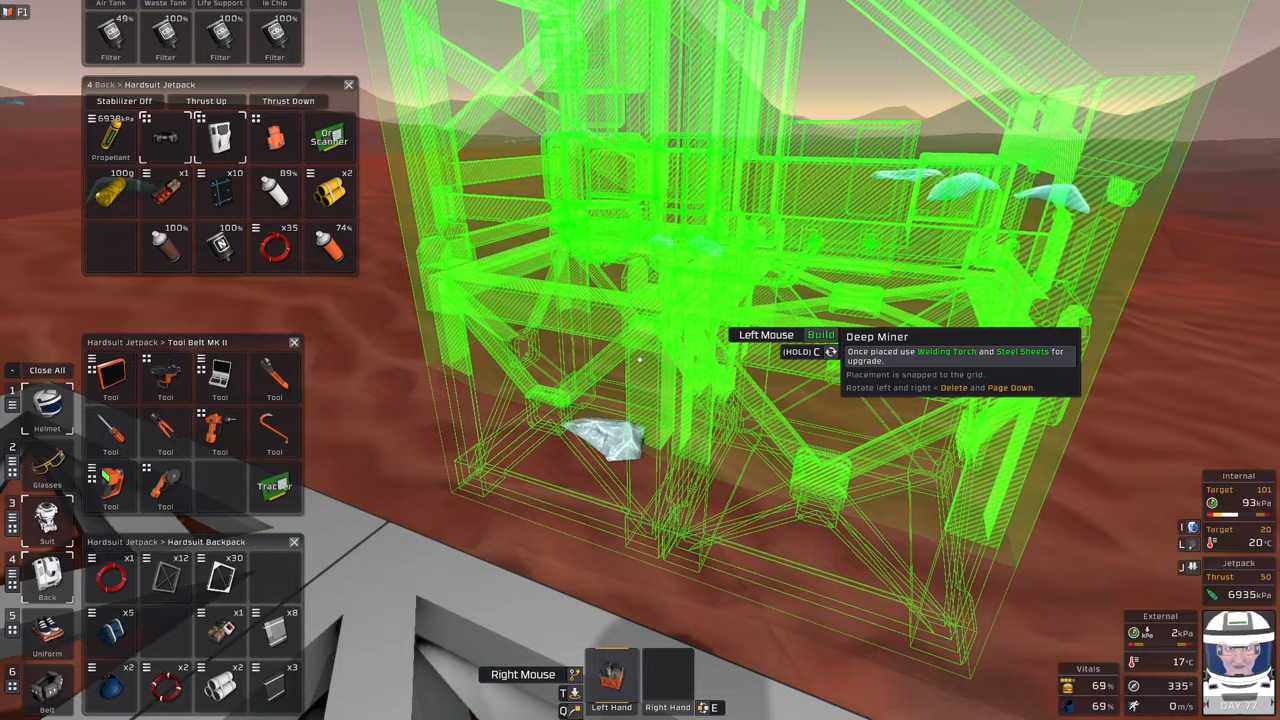 F1
Air Tank Waste Tank Life Support le Chip
49% 100% 100% 100%
Filter Filter Filter Filter
4 Back > Hardsuit Jetpack
Stabilizer Off Thrust Up Thrust Down
6938kPa
Propellant
Ore Scanner
100g x1 x10 89% x2
100% 100% x35 74%
N
Hardsuit Jetpack > Tool Belt MK II
Tool Tool Tool Tool
Tool Tool Tool Tool
Tool Tool
Tracker
Hardsuit Jetpack > Hardsuit Backpack
x1 x12 x30
x5 x1 x8
x2 x2 x2 x3
- Close All
1
Helmet
2
Glasses
3
Suit
4
Back
5
Uniform
6
Belt
Left Mouse Build
(HOLD) C
Deep Miner
Once placed use Welding Torch and Steel Sheets for
upgrade.
Placement is snapped to the grid.
Rotate left and right = Delete and Page Down.
Right Mouse
T
Q
Left Hand
Right Hand
E
Internal
Target 101
93kPa
Target 20
20°C
I
L
J
Jetpack
Thrust 50
6935kPa
External
kPa
2kPa
17°C
335°
0m/s
Vitals
69%
69%
DAY 77